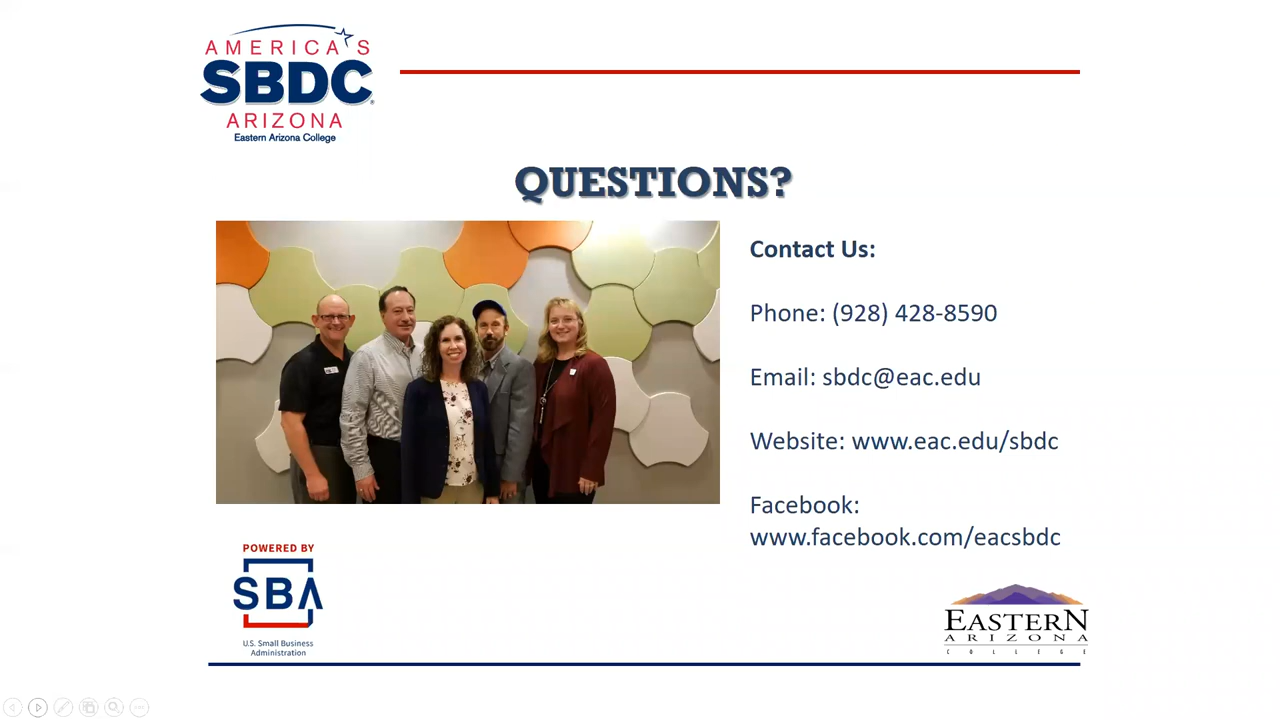 AMERICA'S
SBDC
ARIZONA
Eastern Arizona College
QUESTIONS?
Contact Us:
Phone: (928) 428-8590
Email: sbdc@eac.edu
Website: www.eac.edu/sbdc
Facebook:
www.facebook.com/eacsbdc
POWERED BY
SBA
U.S. Small Business
Administration
EASTERN
ARIZONA
COLLEGE